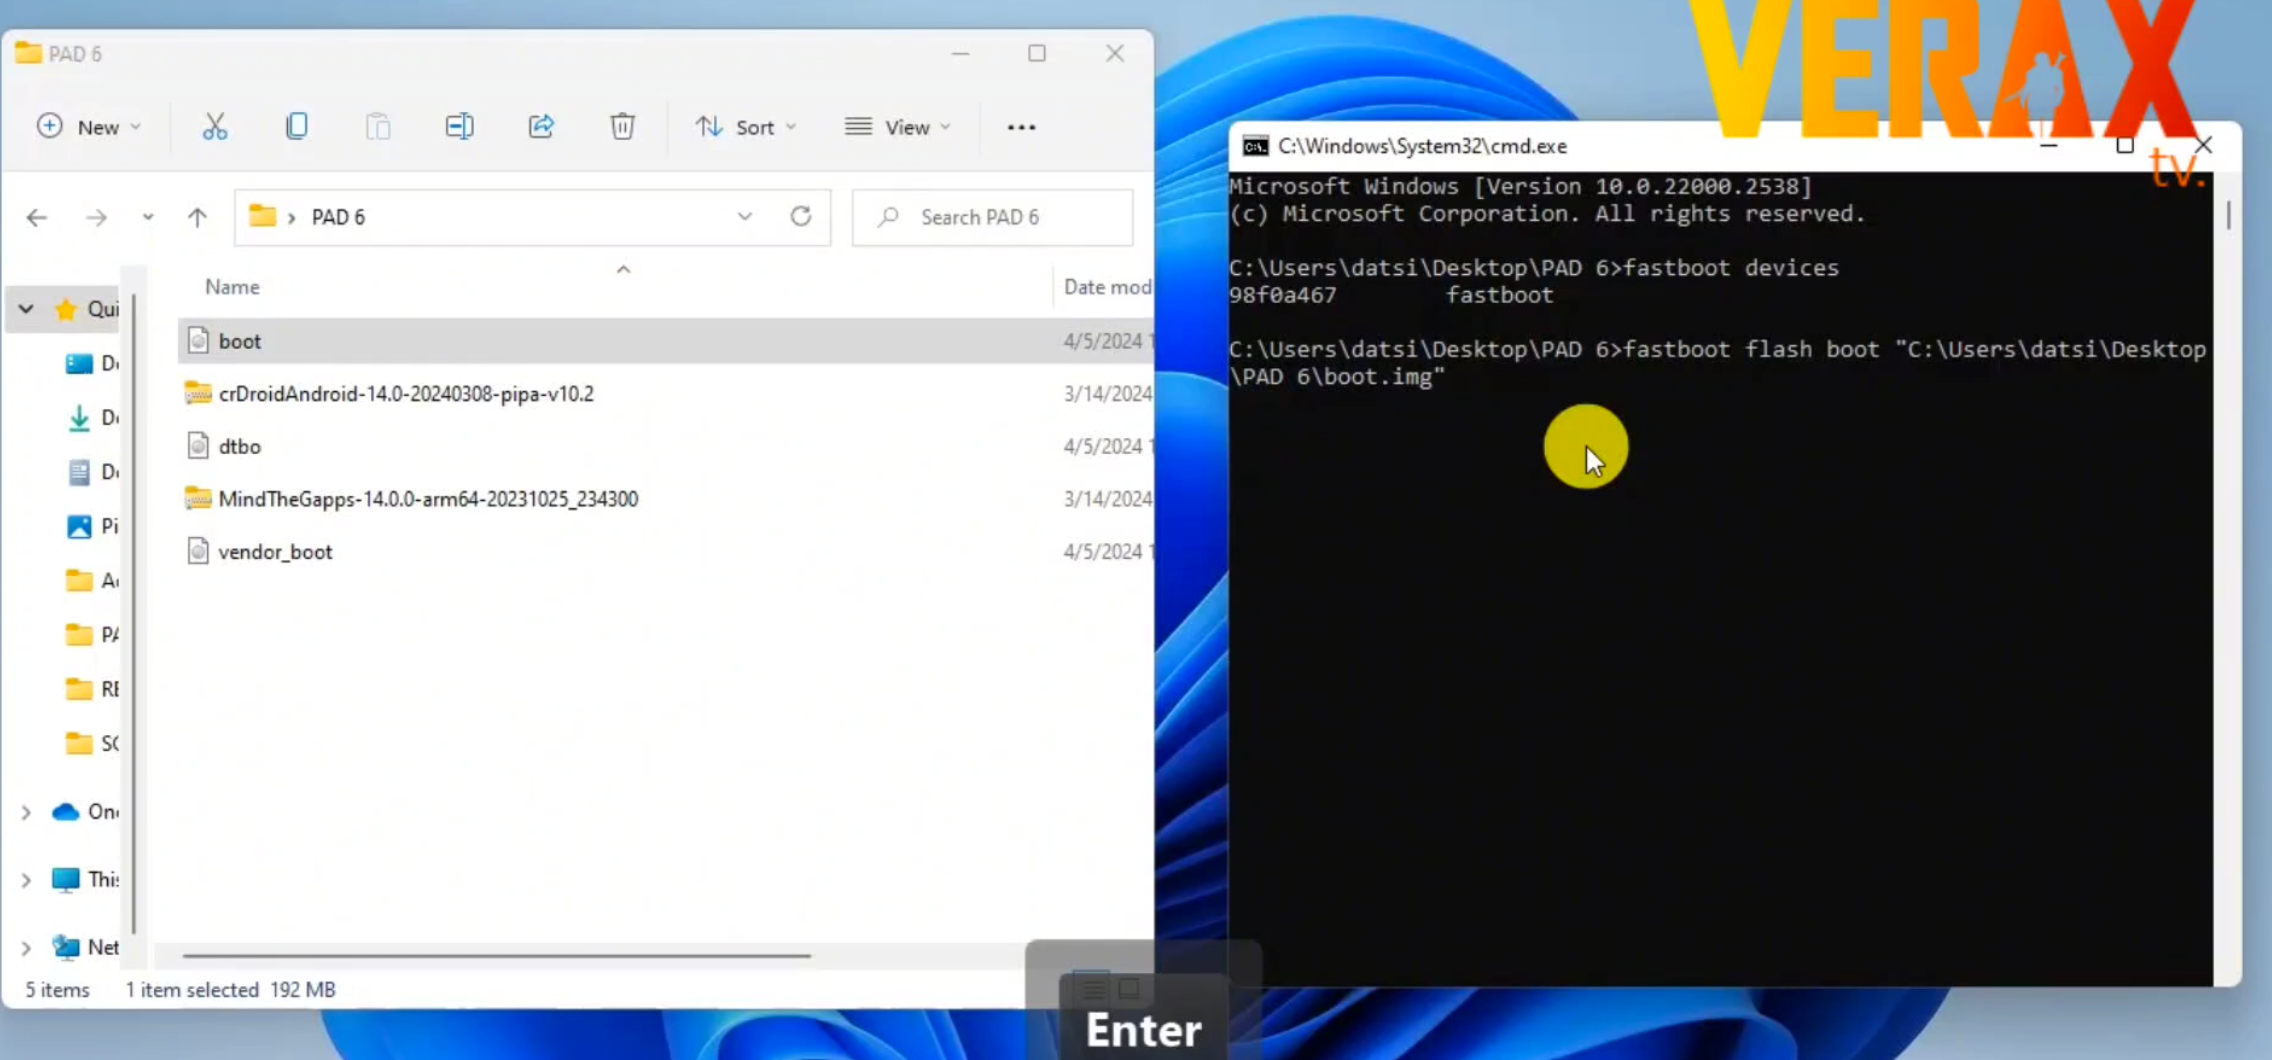 PAD 6
New
Sort
View
PAD 6
Search PAD 6
Name
Date mod
Qui
boot
4/5/2024 1
crDroidAndroid-14.0-20240308-pipa-v10.2
3/14/2024
dtbo
4/5/2024 1
MindTheGapps-14.0.0-arm64-20231025_234300
3/14/2024
vendor_boot
4/5/2024 1
Pi
PA
RE
One
This
Net
5 items
1 item selected 192 MB
VERAX
tv.
C:\Windows\System32\cmd.exe
Microsoft Windows [Version 10.0.22000.2538]
(c) Microsoft Corporation. All rights reserved.
C:\Users\datsi\Desktop\PAD 6>fastboot devices
98f0a467 fastboot
C:\Users\datsi\Desktop\PAD 6>fastboot flash boot "C:\Users\datsi\Desktop
\PAD 6\boot.img"
Enter